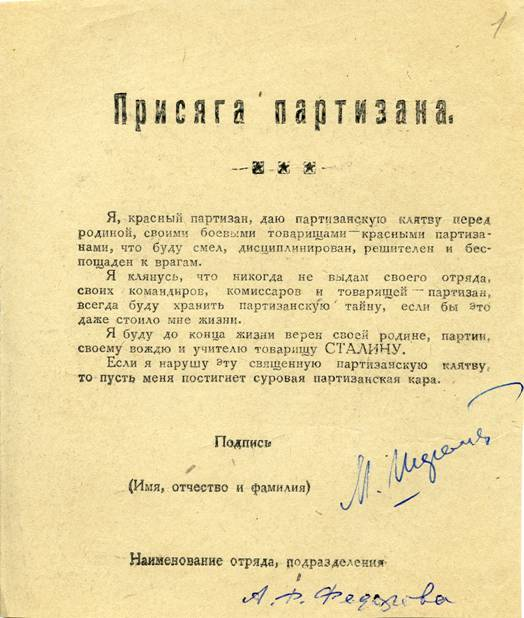 1
Присяга партизана.
Я, красный партизан, даю партизанскую клятву перед
родиной, своими боевыми товарищами—красными партиза-
нами, что буду смел, дисциплинирован, решителен и бес-
пощаден к врагам.
Я клянусь, что никогда не выдам своего отряда,
своих командиров, комиссаров и товарищей—партизан,
всегда буду хранить партизанскую тайну, если бы это
даже стоило мне жизни.
Я буду до конца жизни верен своей родине, партии,
своему вождю и учителю товарищу СТАЛИНУ.
Если я нарушу эту священную партизанскую клятву,
то пусть меня постигнет суровая партизанская кара.
Подпись
(Имя, отчество и фамилия)
М.
Наименование отряда, подразделения
А. Ф. Федорова